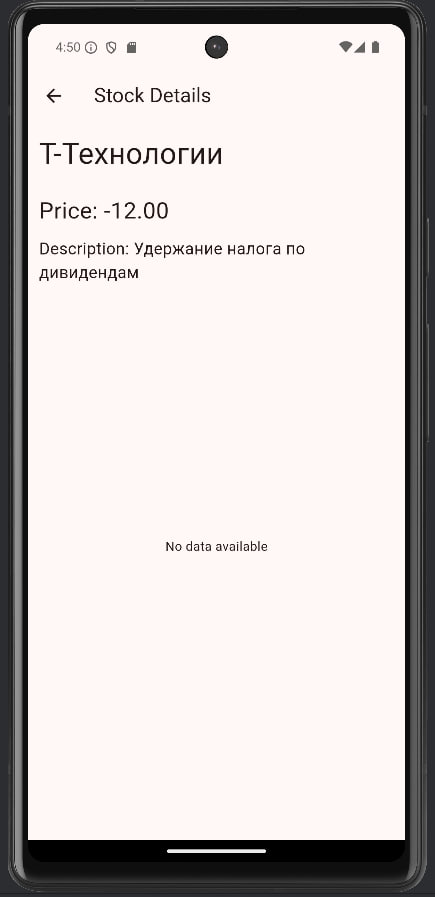 4:50
Stock Details
Т-Технологии
Price: -12.00
Description: Удержание налога по
дивидендам
No data available